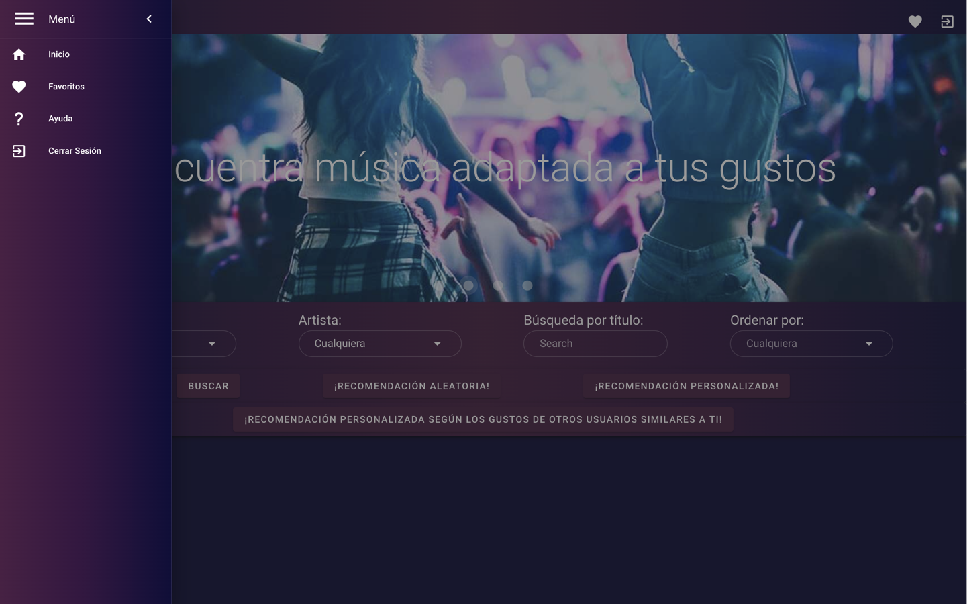 Menú
Inicio
Favoritos
Ayuda
Cerrar Sesión
cuentra música adaptada a tus gustos
Artista:
Búsqueda por título:
Ordenar por:
Cualquiera
Search
Cualquiera
BUSCAR
¡RECOMENDACIÓN ALEATORIA!
¡RECOMENDACIÓN PERSONALIZADA!
¡RECOMENDACIÓN PERSONALIZADA SEGÚN LOS GUSTOS DE OTROS USUARIOS SIMILARES A TI!